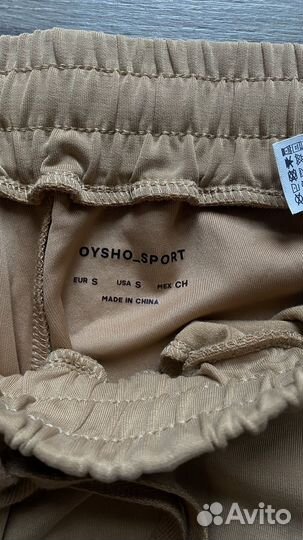 OYSHO_SPORT
EUR S USA S MEX CH
MADE IN CHINA
Avito